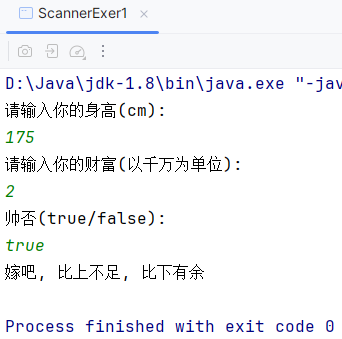 ScannerExer1
D:\Java\jdk-1.8\bin\java.exe "-jav
请输入你的身高(cm):
175
请输入你的财富(以千万为单位):
2
帅否(true/false):
true
嫁吧, 比上不足, 比下有余
Process finished with exit code 0